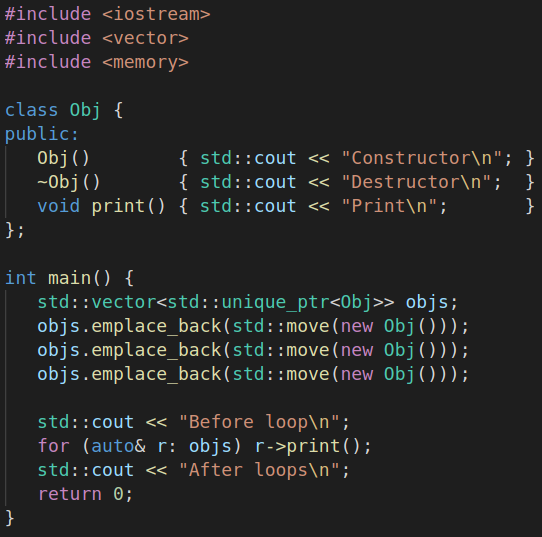 #include <iostream>
#include <vector>
#include <memory>

class Obj {
public:
   Obj()        { std::cout << "Constructor\n"; }
   ~Obj()       { std::cout << "Destructor\n";  }
   void print() { std::cout << "Print\n";       }
};

int main() {
   std::vector<std::unique_ptr<Obj>> objs;
   objs.emplace_back(std::move(new Obj()));
   objs.emplace_back(std::move(new Obj()));
   objs.emplace_back(std::move(new Obj()));

   std::cout << "Before loop\n";
   for (auto& r: objs) r->print();
   std::cout << "After loops\n";
   return 0;
}